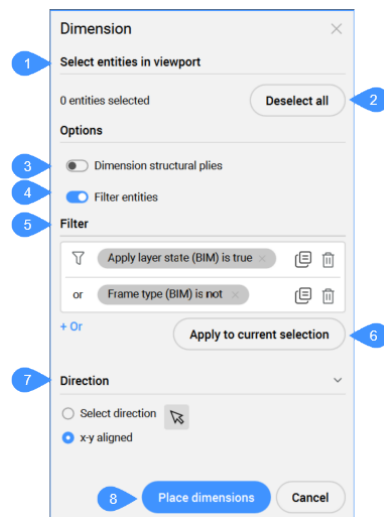 Dimension
1 Select entities in viewport
0 entities selected Deselect all 2
Options
3 Dimension structural plies
4 Filter entities
5 Filter
Apply layer state (BIM) is true
or Frame type (BIM) is not
+ Or Apply to current selection 6
7 Direction
Select direction
x-y aligned
8 Place dimensions Cancel